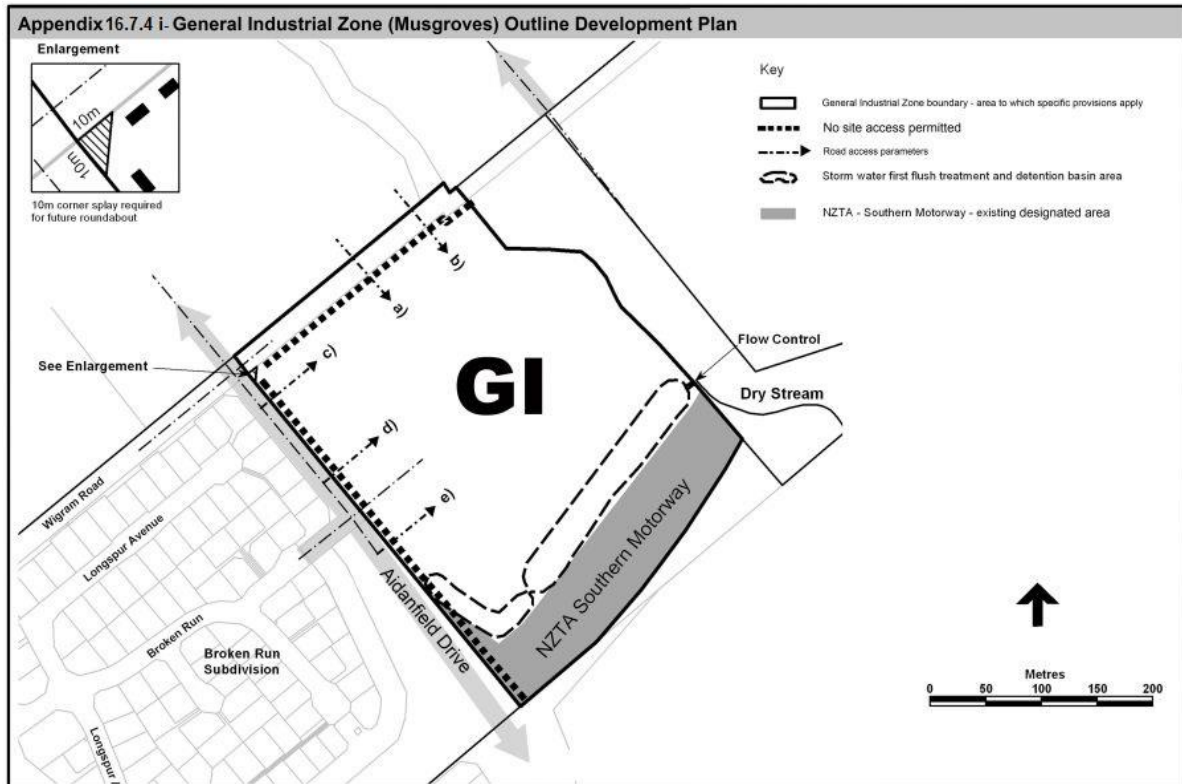 Appendix 16.7.4 i- General Industrial Zone (Musgroves) Outline Development Plan
Enlargement
10m
10m
10m corner splay required
for future roundabout
Key
General Industrial Zone boundary - area to which specific provisions apply
No site access permitted
Road access parameters
Storm water first flush treatment and detention basin area
NZTA - Southern Motorway - existing designated area
b)
a)
See Enlargement
c)
GI
Flow Control
Dry Stream
d)
e)
Wigram Road
Longspur Avenue
Aidanfield Drive
NZTA Southern Motorway
Broken Run
Broken Run
Subdivision
Longspur A
Metres
0 50 100 150 200